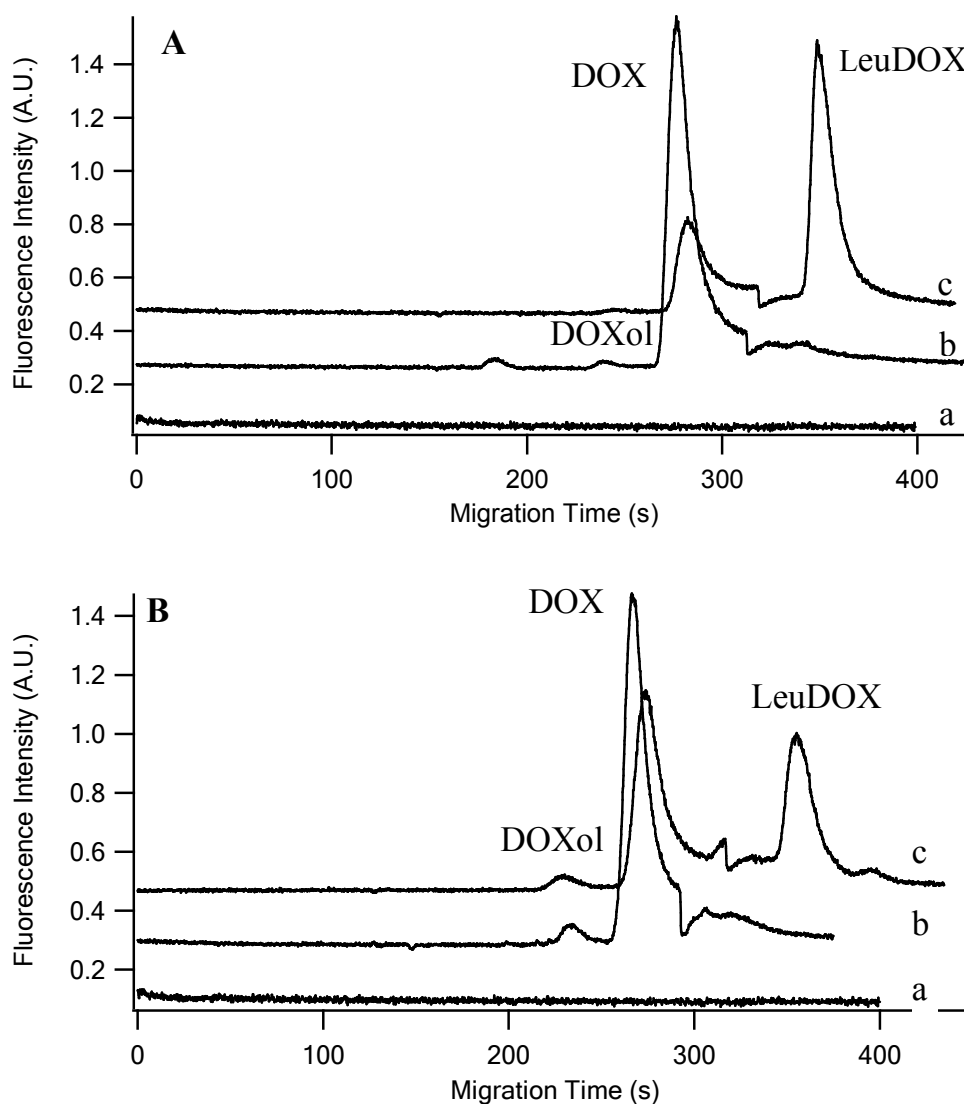 A
DOX
LeuDOX
DOXol
c
b
a
1.4
1.2
1.0
0.8
0.6
0.4
0.2
Fluorescence Intensity (A.U.)
0
100
200
300
400
Migration Time (s)
B
DOX
LeuDOX
DOXol
c
b
a
1.4
1.2
1.0
0.8
0.6
0.4
0.2
Fluorescence Intensity (A.U.)
0
100
200
300
400
Migration Time (s)